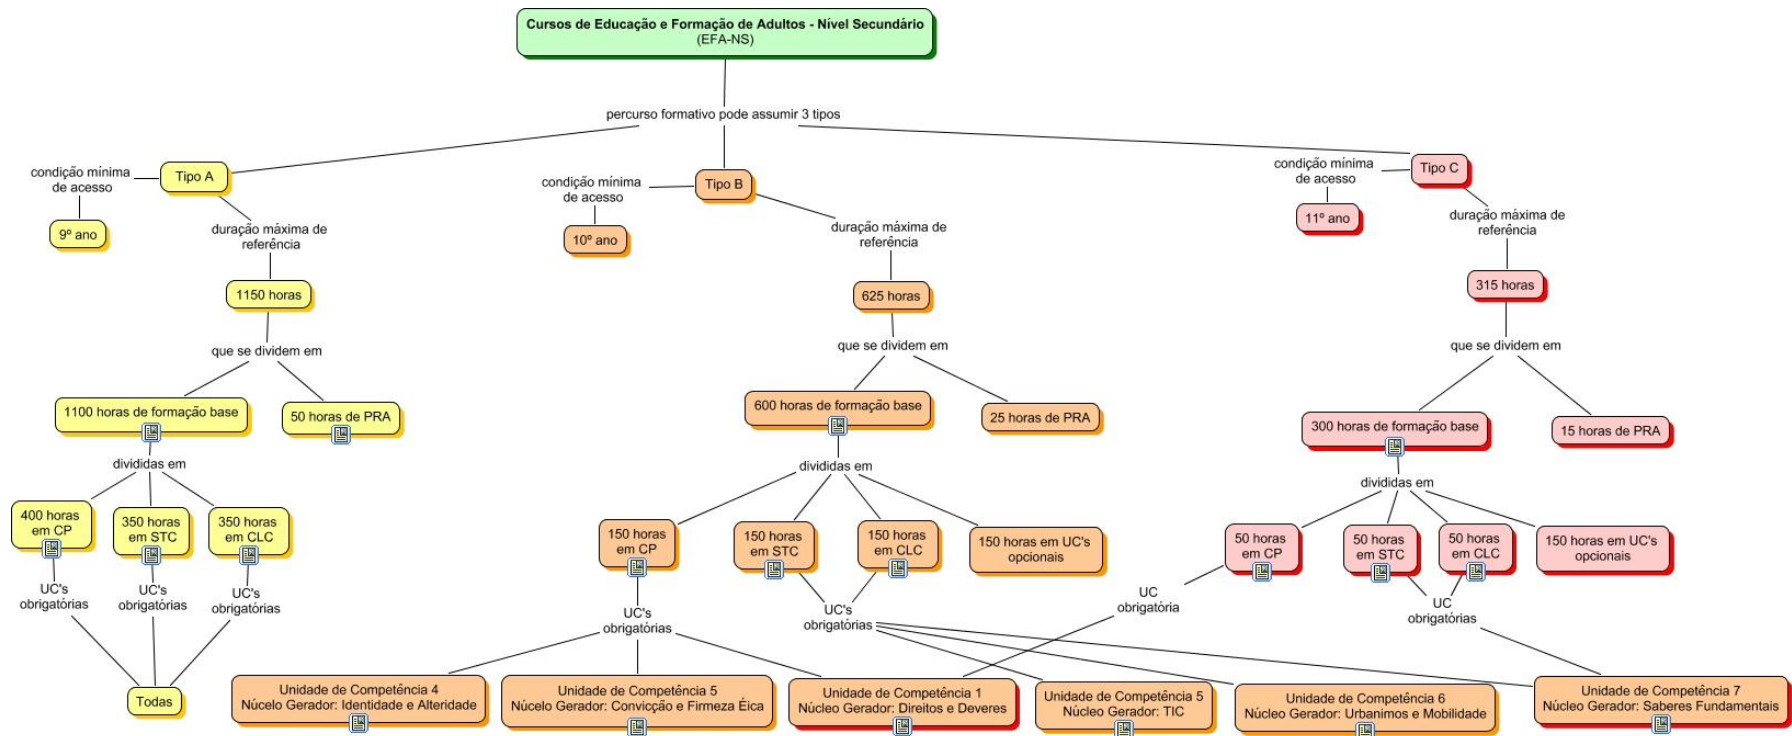 Cursos de Educação e Formação de Adultos - Nível Secundário
(EFA-NS)
percurso formativo pode assumir 3 tipos
condição mínima
de acesso
Tipo A
9º ano
duração máxima de
referência
1150 horas
que se dividem em
1100 horas de formação base
50 horas de PRA
divididas em
400 horas
em CP
350 horas
em STC
350 horas
em CLC
UC's
obrigatórias
UC's
obrigatórias
UC's
obrigatórias
Todas
condição mínima
de acesso
Tipo B
10º ano
duração máxima de
referência
625 horas
que se dividem em
600 horas de formação base
25 horas de PRA
divididas em
150 horas
em CP
150 horas
em STC
150 horas
em CLC
150 horas em UC's
opcionais
UC's
obrigatórias
UC's
obrigatórias
condição mínima
de acesso
Tipo C
11º ano
duração máxima de
referência
315 horas
que se dividem em
300 horas de formação base
15 horas de PRA
divididas em
50 horas
em CP
50 horas
em STC
50 horas
em CLC
150 horas em UC's
opcionais
UC
obrigatória
UC
obrigatórias
Unidade de Competência 4
Núcelo Gerador: Identidade e Alteridade
Unidade de Competência 5
Núcelo Gerador: Convicção e Firmeza Éica
Unidade de Competência 1
Núcleo Gerador: Direitos e Deveres
Unidade de Competência 5
Núcleo Gerador: TIC
Unidade de Competência 6
Núcleo Gerador: Urbanimos e Mobilidade
Unidade de Competência 7
Núcleo Gerador: Saberes Fundamentais